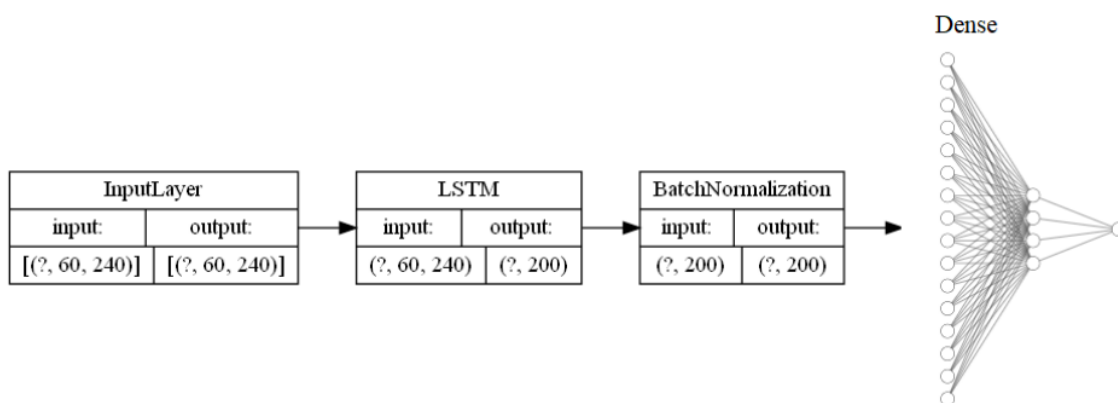 Dense
InputLayer
input: output:
[(?, 60, 240)] [(?, 60, 240)]
LSTM
input: output:
(?, 60, 240) (?, 200)
BatchNormalization
input: output:
(?, 200) (?, 200)